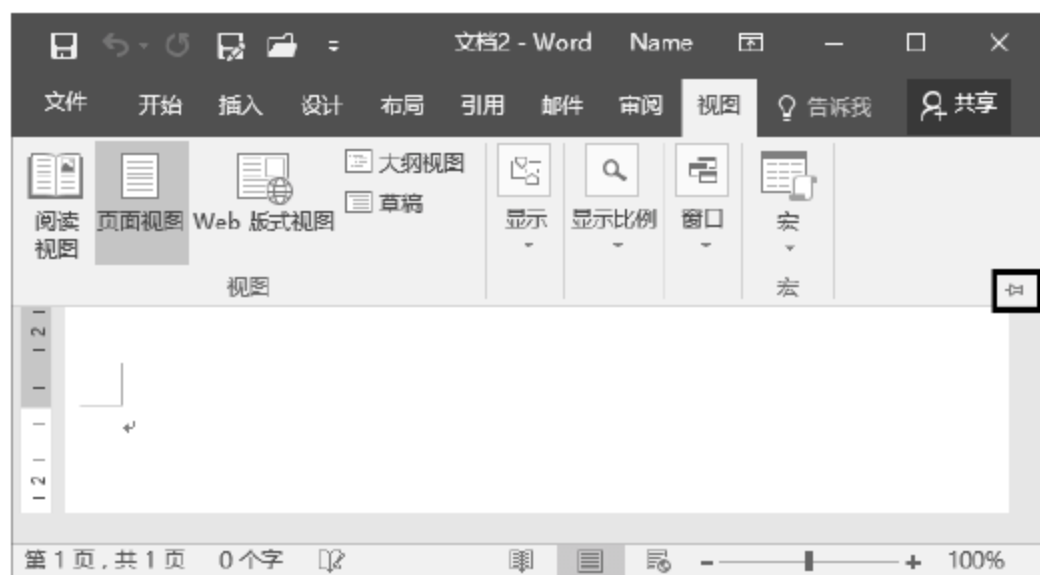 文档2 - Word Name
文件 开始 插入 设计 布局 引用 邮件 审阅 视图 告诉我 共享
阅读
视图
页面视图
Web 版式视图
大纲视图
草稿
显示
显示比例
窗口
宏
视图
宏
2
2
第 1 页,共 1 页 0 个字 100%